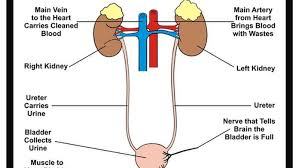 Main Vein
to the Heart
Carries Cleaned
Blood
Main Artery
from Heart
Brings Blood
with Wastes
Right Kidney
Left Kidney
Ureter
Carries
Urine
Ureter
Bladder
Collects
Urine
Nerve that Tells
Brain the
Bladder is Full
Muscle to